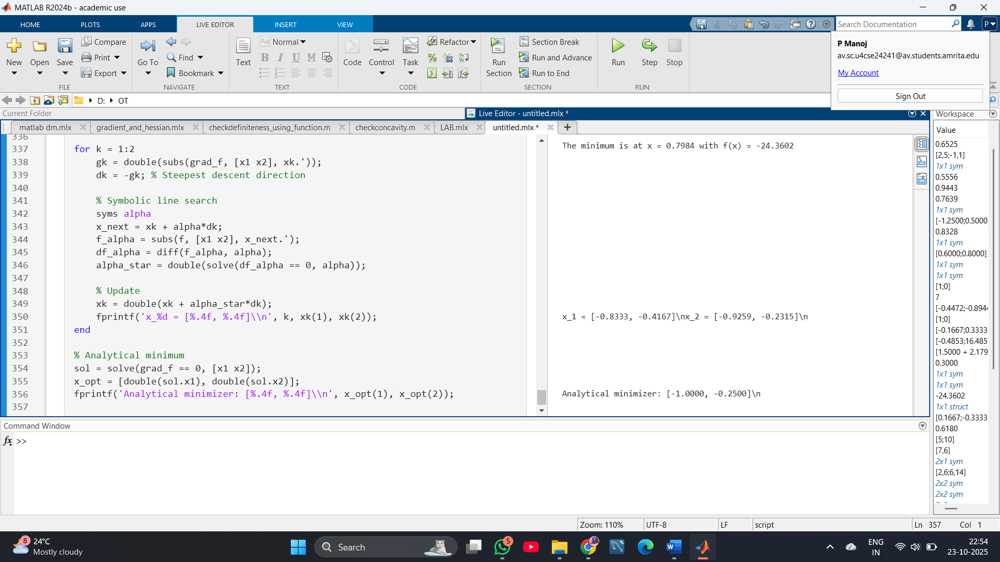 MATLAB R2024b - academic use
HOME PLOTS APPS LIVE EDITOR INSERT VIEW Search Documentation P
New Open Save Compare Print Export
FILE
Go To Find Bookmark
NAVIGATE
Text Normal B I U M
TEXT
Code Control Task Refactor
CODE
Run Section Section Break Run and Advance Run to End
SECTION
Run Step Stop
RUN
P Manoj
av.sc.u4cse24241@av.students.amrita.edu
My Account
Sign Out
D: OT
Current Folder
Live Editor - untitled.mlx *
Workspace
matlab dm.mlx gradient_and_hessian.mlx checkdefiniteness_using_function.m checkconcavity.m LAB.mlx untitled.mlx * +
336
337 for k = 1:2
338 gk = double(subs(grad_f, [x1 x2], xk.'));
339 dk = -gk; % Steepest descent direction
340
341 % Symbolic line search
342 syms alpha
343 x_next = xk + alpha*dk;
344 f_alpha = subs(f, [x1 x2], x_next.');
345 df_alpha = diff(f_alpha, alpha);
346 alpha_star = double(solve(df_alpha == 0, alpha));
347
348 % Update
349 xk = double(xk + alpha_star*dk);
350 fprintf('x_%d = [%.4f, %.4f]\\n', k, xk(1), xk(2));
351 end
352
353 % Analytical minimum
354 sol = solve(grad_f == 0, [x1 x2]);
355 x_opt = [double(sol.x1), double(sol.x2)];
356 fprintf('Analytical minimizer: [%.4f, %.4f]\\n', x_opt(1), x_opt(2));
357
The minimum is at x = 0.7984 with f(x) = -24.3602
x_1 = [-0.8333, -0.4167]\nx_2 = [-0.9259, -0.2315]\n
Analytical minimizer: [-1.0000, -0.2500]\n
Value
0.6525
[2,5;-1,1]
1x1 sym
0.5556
0.9443
0.7639
1x1 sym
[-1.2500;0.5000
0.8328
1x1 sym
[0.6000;0.8000]
1x1 sym
1x1 sym
[1;0]
7
[-0.4472;-0.894
[1;0]
[-0.1667;0.3333
[-0.4853;16.485
[1.5000 + 2.179
0.3000
1x1 sym
1x1 sym
-24.3602
1x1 struct
[0.1667;-0.3333
0.6180
[5;10]
[7,6]
2x1 sym
[2,6;6,14]
2x2 sym
2x2 sym
Command Window
fx >>
Zoom: 110% UTF-8 LF script Ln 357 Col 1
8
24°C
Mostly cloudy
Search
5
ENG
IN
22:54
23-10-2025